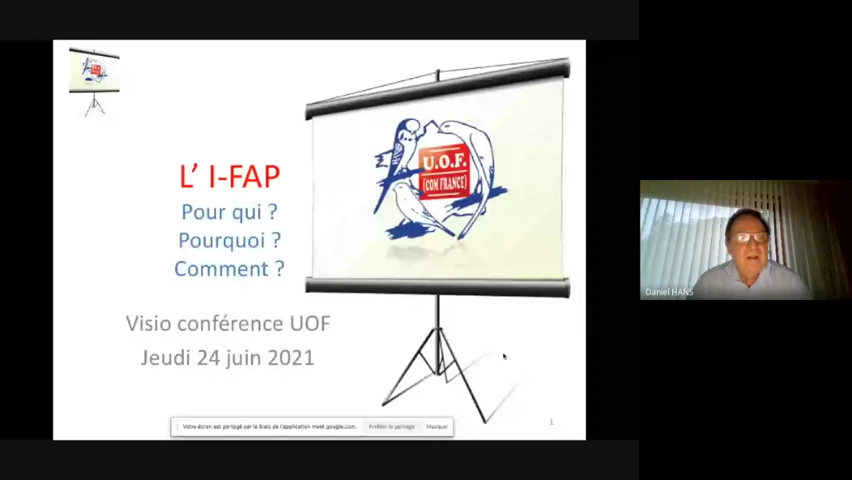 L’ I-FAP
Pour qui ?
Pourquoi ?
Comment ?
Visio conférence UOF
Jeudi 24 juin 2021
U.O.F.
(COM FRANCE)
Votre écran est partagé par le biais de l'application meet.google.com.
Arrêter le partage
Masquer
1
Daniel HANS